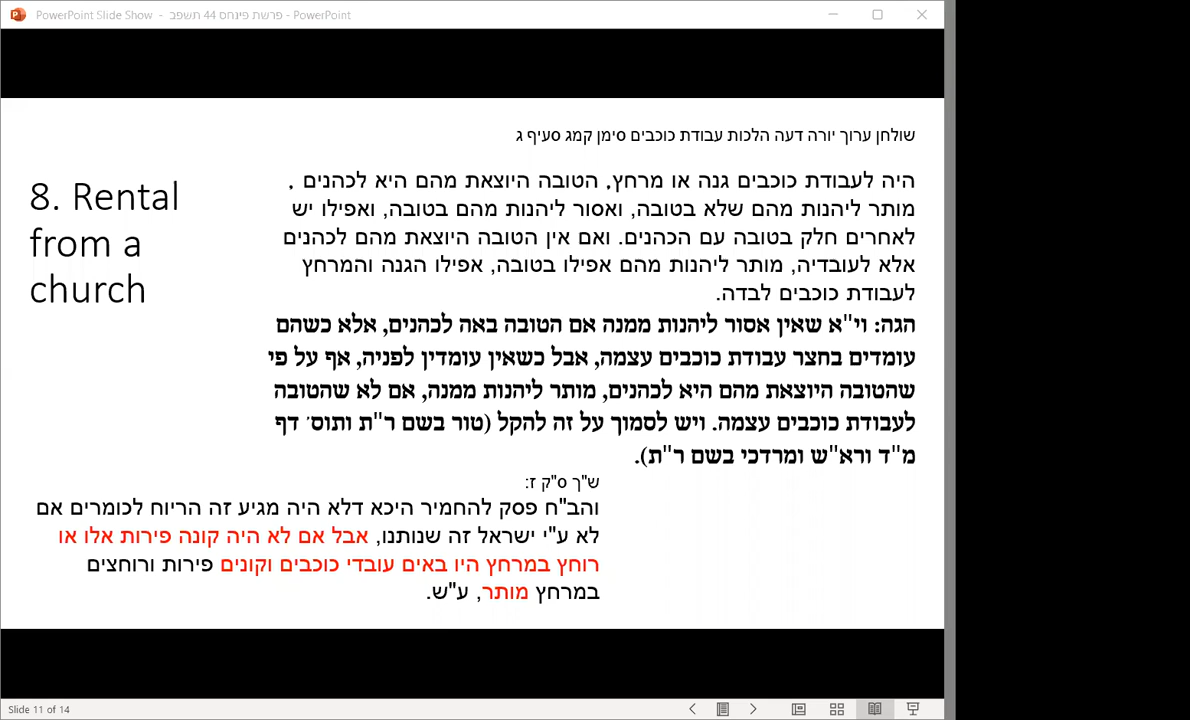 PowerPoint Slide Show - פרשת פינחס 44 תשפב - PowerPoint
שולחן ערוך יורה דעה הלכות עבודת כוכבים סימן קמג סעיף ג
8. Rental
from a
church
היה לעבודת כוכבים גנה או מרחץ, הטובה היוצאת מהם היא לכהנים ,
מותר ליהנות מהם שלא בטובה, ואסור ליהנות מהם בטובה, ואפילו יש
לאחרים חלק בטובה עם הכהנים. ואם אין הטובה היוצאת מהם לכהנים
אלא לעובדיה, מותר ליהנות מהם אפילו בטובה, אפילו הגנה והמרחץ
לעבודת כוכבים לבדה.
הגה: וי"א שאין אסור ליהנות ממנה אם הטובה באה לכהנים, אלא כשהם
עומדים בחצר עבודת כוכבים עצמה, אבל כשאין עומדין לפניה, אף על פי
שהטובה היוצאת מהם היא לכהנים, מותר ליהנות ממנה, אם לא שהטובה
לעבודת כוכבים עצמה. ויש לסמוך על זה להקל (טור בשם ר"ת ותוס' דף
מ"ד ורא"ש ומרדכי בשם ר"ת).
ש"ך ס"ק ז:
והב"ח פסק להחמיר היכא דלא היה מגיע זה הריוח לכומרים אם
לא ע"י ישראל זה שנותנו, אבל אם לא היה קונה פירות אלו או
רוחץ במרחץ היו באים עובדי כוכבים וקונים פירות ורוחצים
במרחץ מותר, ע"ש.
Slide 11 of 14